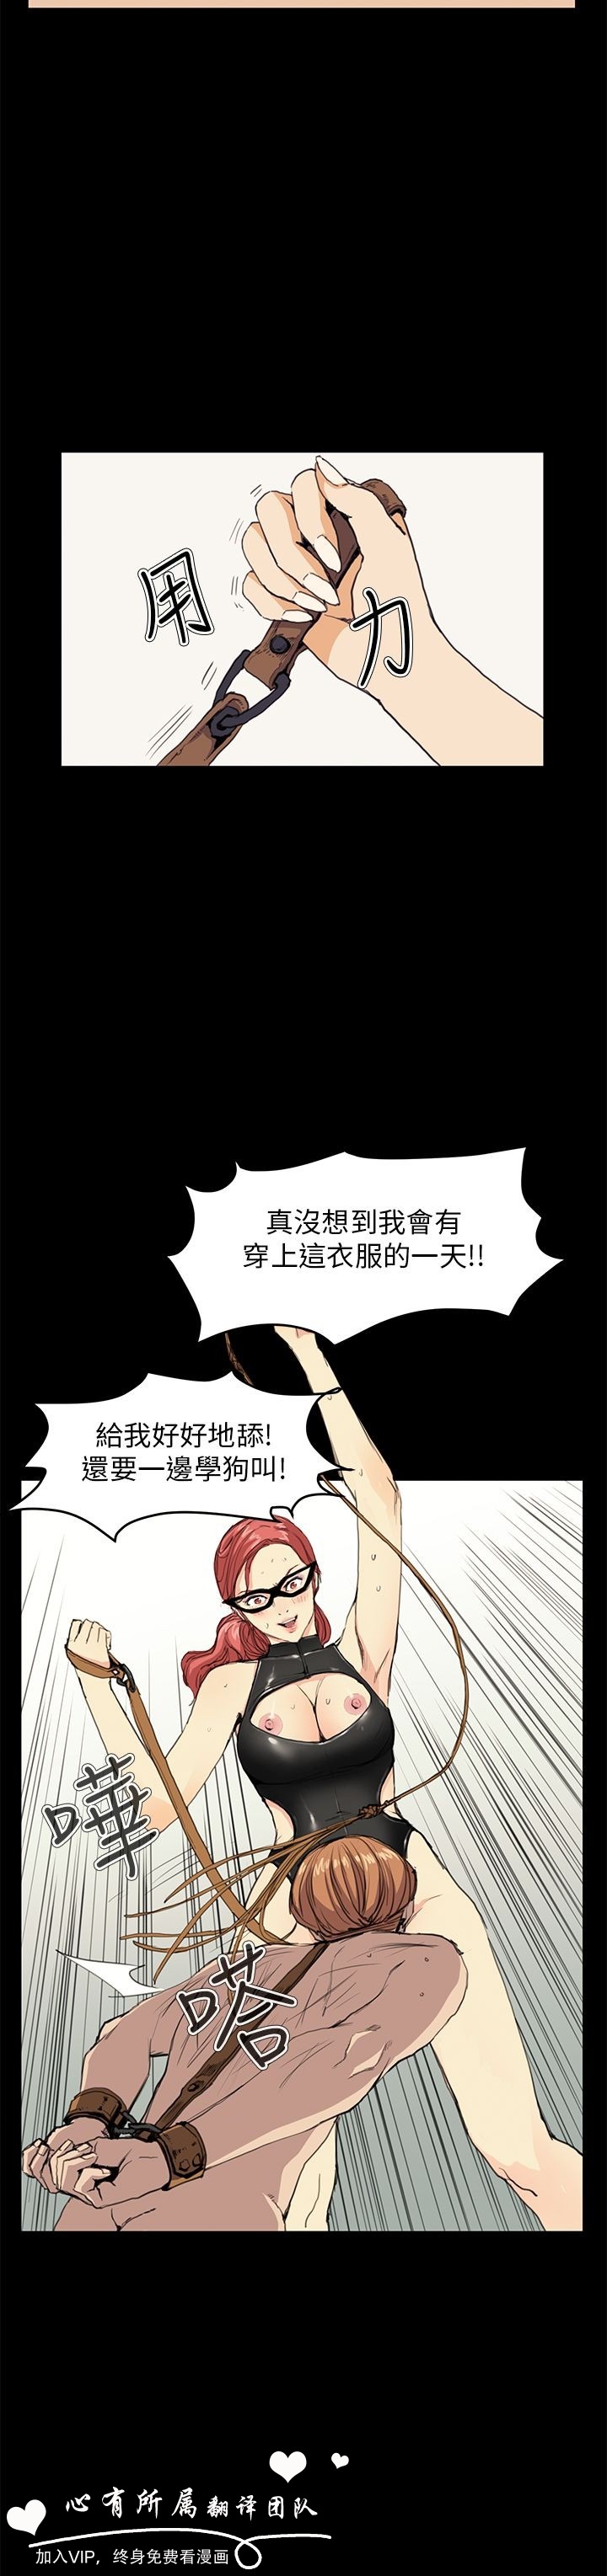 用力
真沒想到我會有
穿上這衣服的一天!!
給我好好地舔!
還要一邊學狗叫!
嘩
嗒
心有所属翻译团队
加入VIP，终身免费看漫画